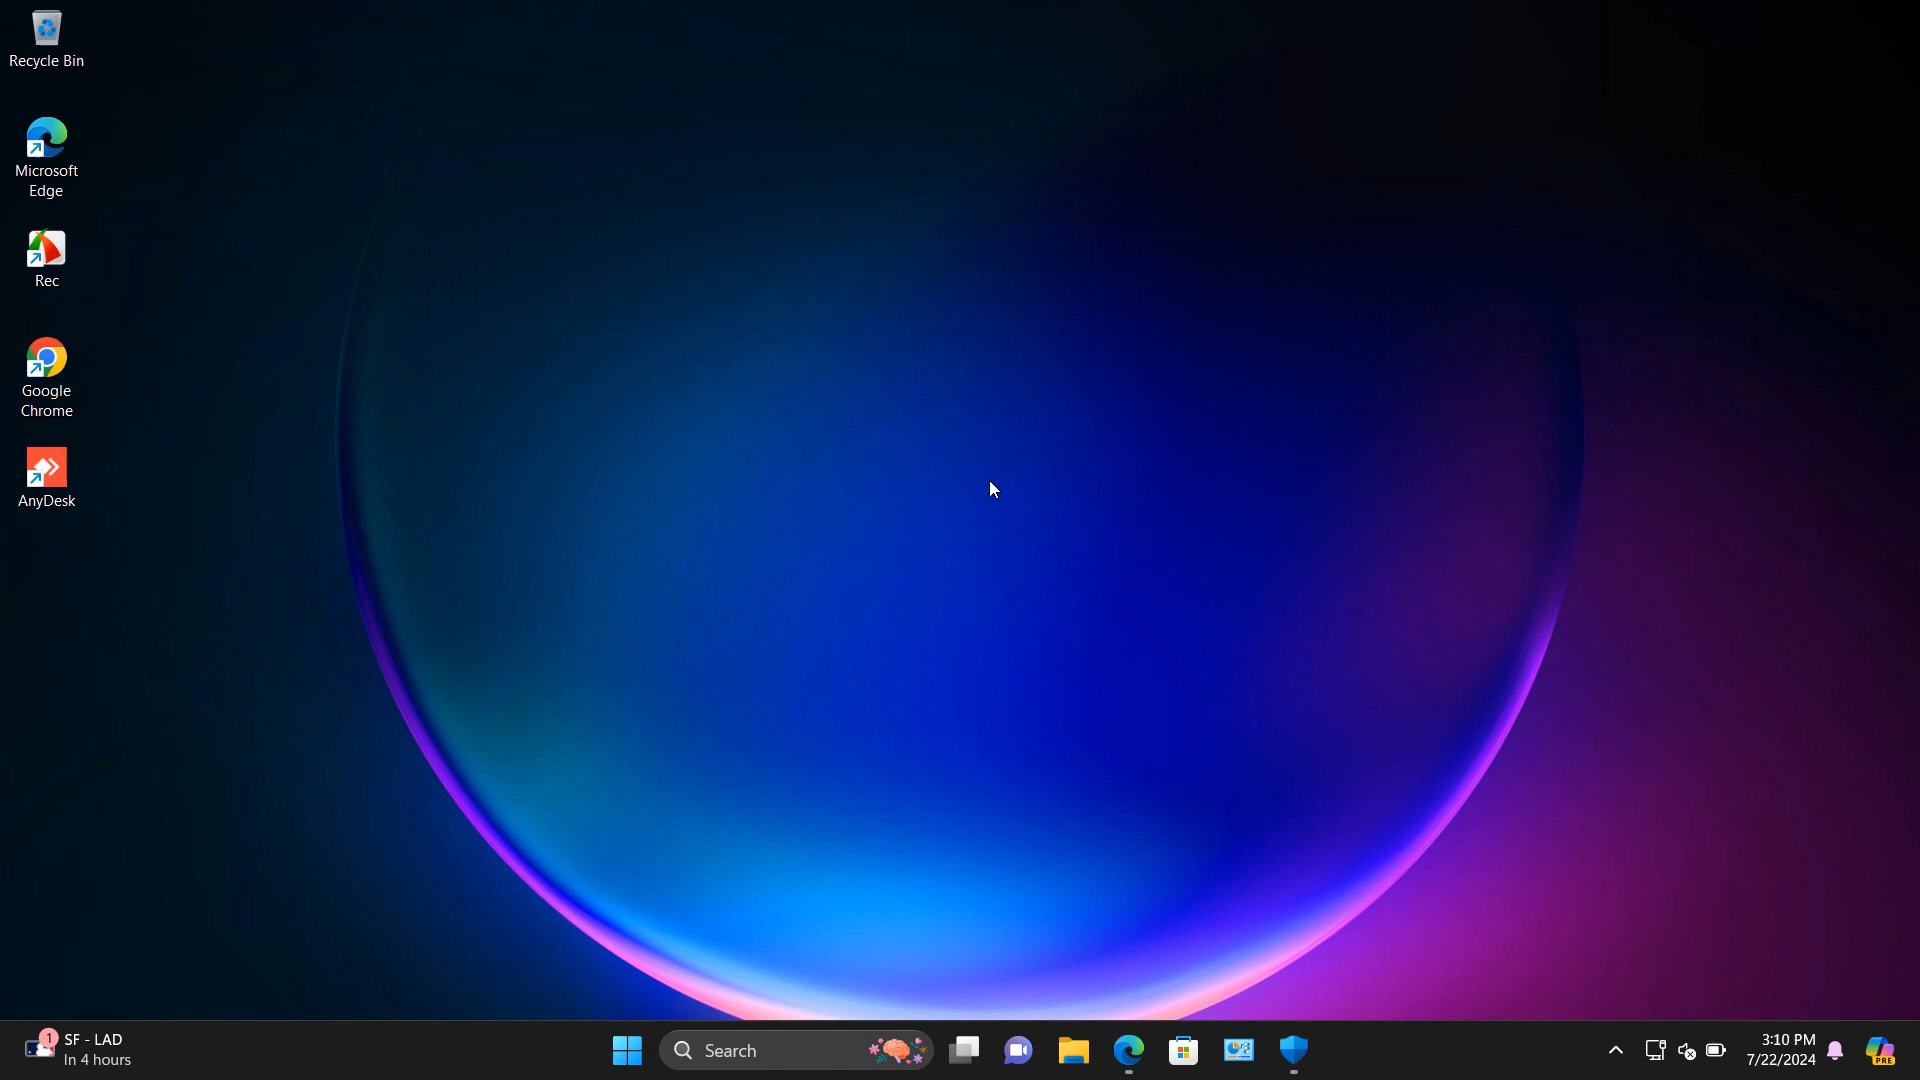 Recycle Bin
Microsoft
Edge
Rec
Google
Chrome
AnyDesk
1
SF - LAD
In 4 hours
Search
3:10 PM
7/22/2024
PRE